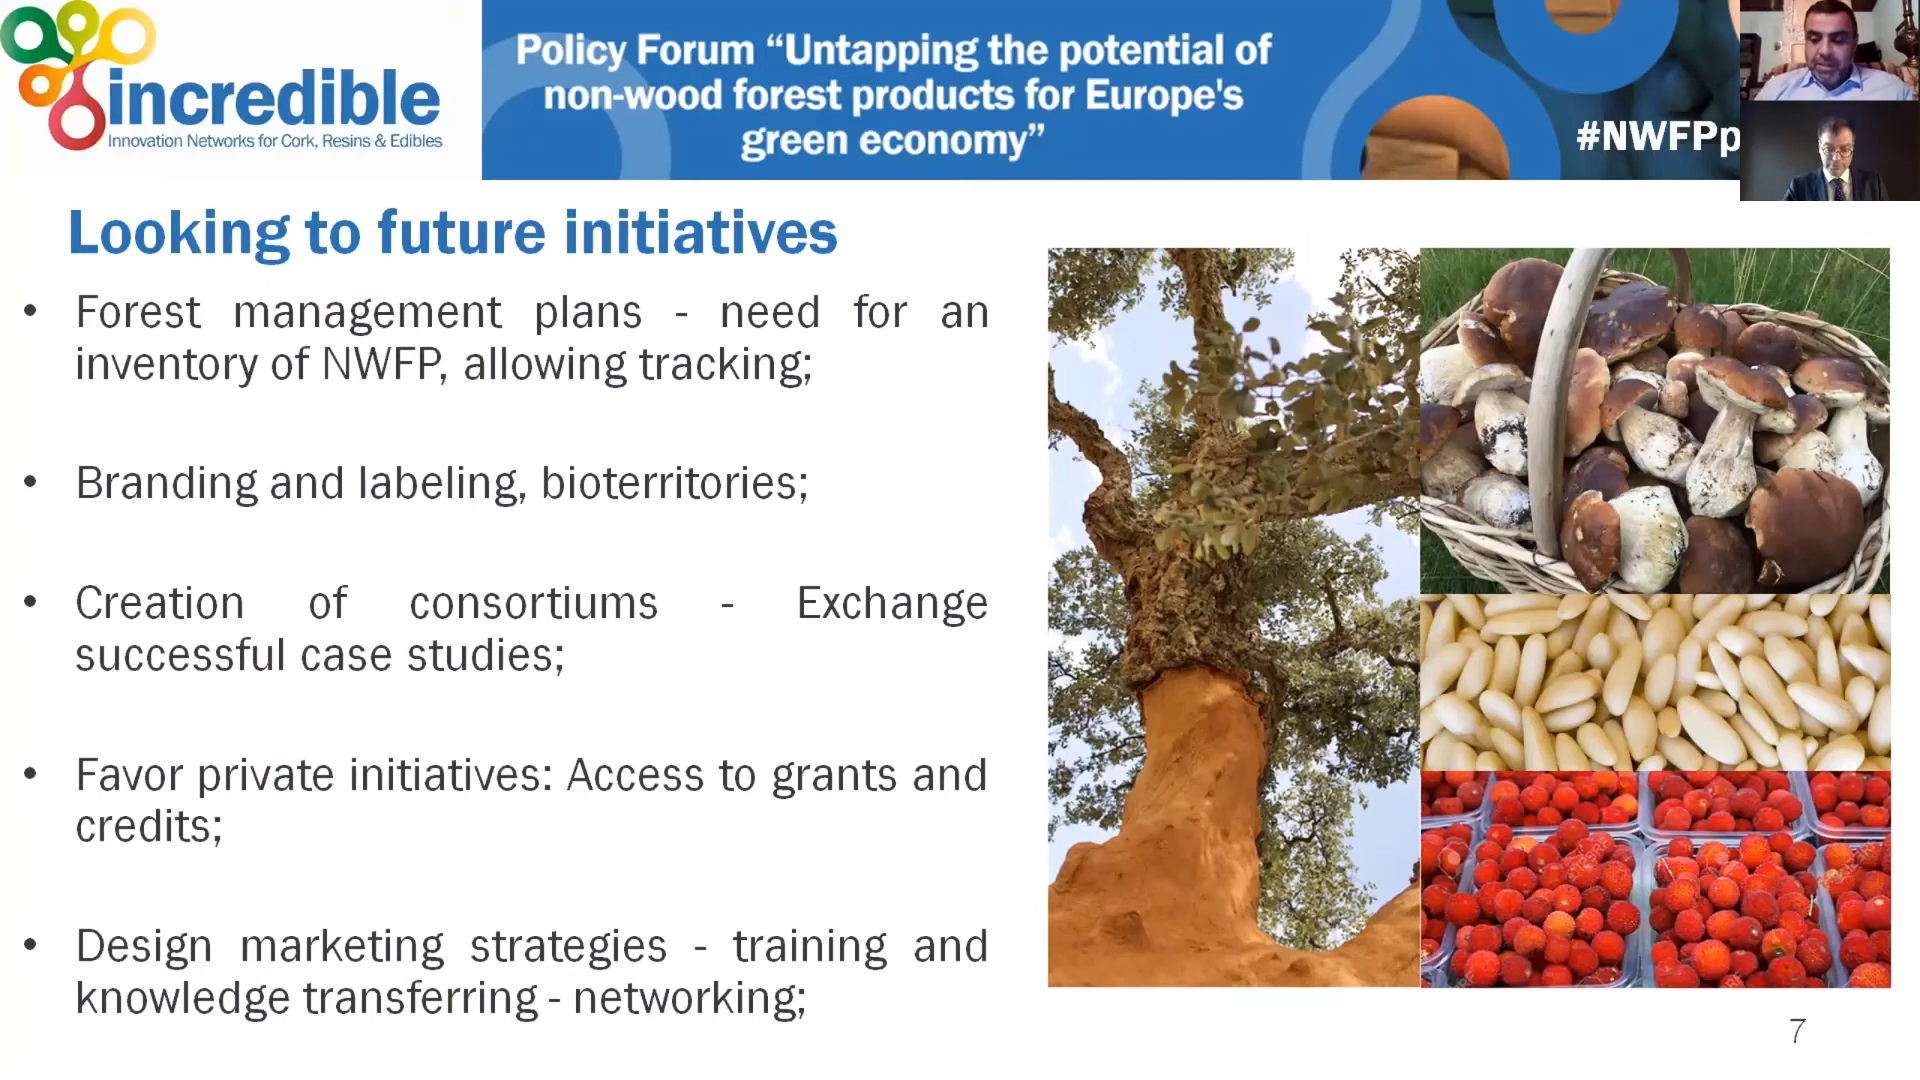 incredible
Innovation Networks for Cork, Resins & Edibles
Policy Forum “Untapping the potential of
non-wood forest products for Europe's
green economy”
#NWFPp
Looking to future initiatives
• Forest management plans - need for an
inventory of NWFP, allowing tracking;
• Branding and labeling, bioterritories;
• Creation of consortiums - Exchange
successful case studies;
• Favor private initiatives: Access to grants and
credits;
• Design marketing strategies - training and
knowledge transferring - networking;
7